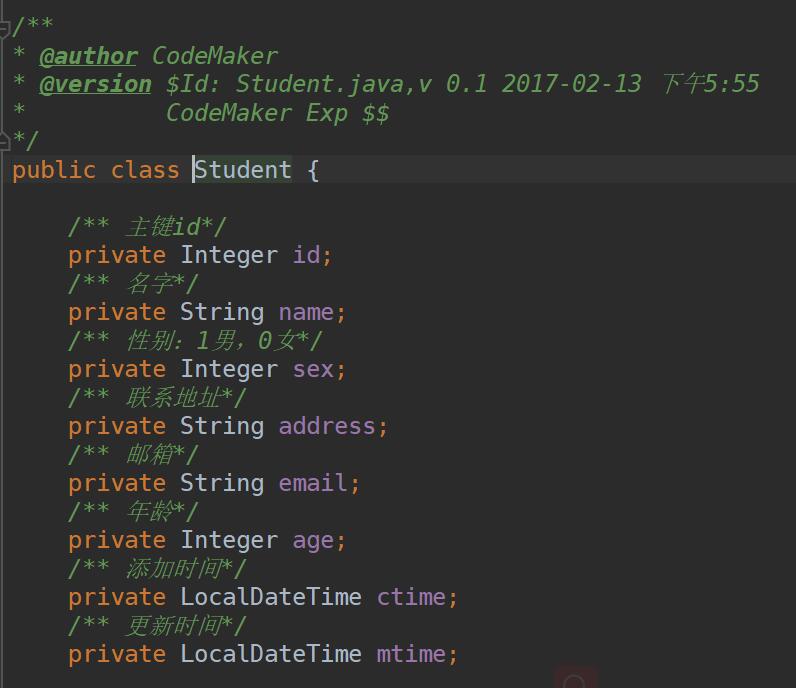 /**
* @author CodeMaker
* @version $Id: Student.java,v 0.1 2017-02-13 下午5:55
*          CodeMaker Exp $$
*/
public class Student {
    /** 主键id*/
    private Integer id;
    /** 名字*/
    private String name;
    /** 性别：1男，0女*/
    private Integer sex;
    /** 联系地址*/
    private String address;
    /** 邮箱*/
    private String email;
    /** 年龄*/
    private Integer age;
    /** 添加时间*/
    private LocalDateTime ctime;
    /** 更新时间*/
    private LocalDateTime mtime;